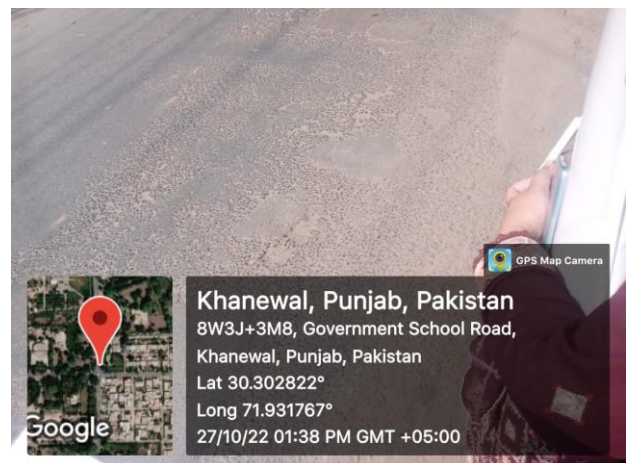 GPS Map Camera
Khanewal, Punjab, Pakistan
8W3J+3M8, Government School Road,
Khanewal, Punjab, Pakistan
Lat 30.302822°
Long 71.931767°
27/10/22 01:38 PM GMT +05:00
Google